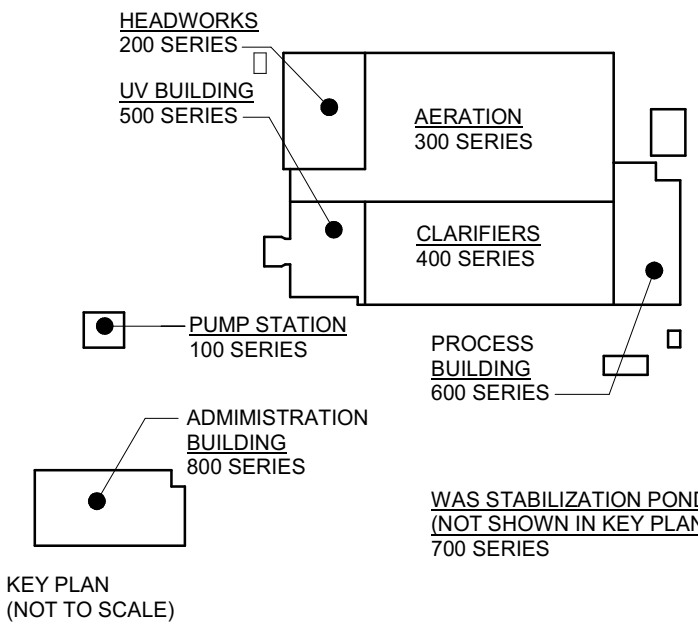 HEADWORKS
200 SERIES
UV BUILDING
500 SERIES
AERATION
300 SERIES
CLARIFIERS
400 SERIES
PUMP STATION
100 SERIES
PROCESS
BUILDING
600 SERIES
ADMIMISTRATION
BUILDING
800 SERIES
WAS STABILIZATION POND
(NOT SHOWN IN KEY PLAN
700 SERIES
KEY PLAN
(NOT TO SCALE)